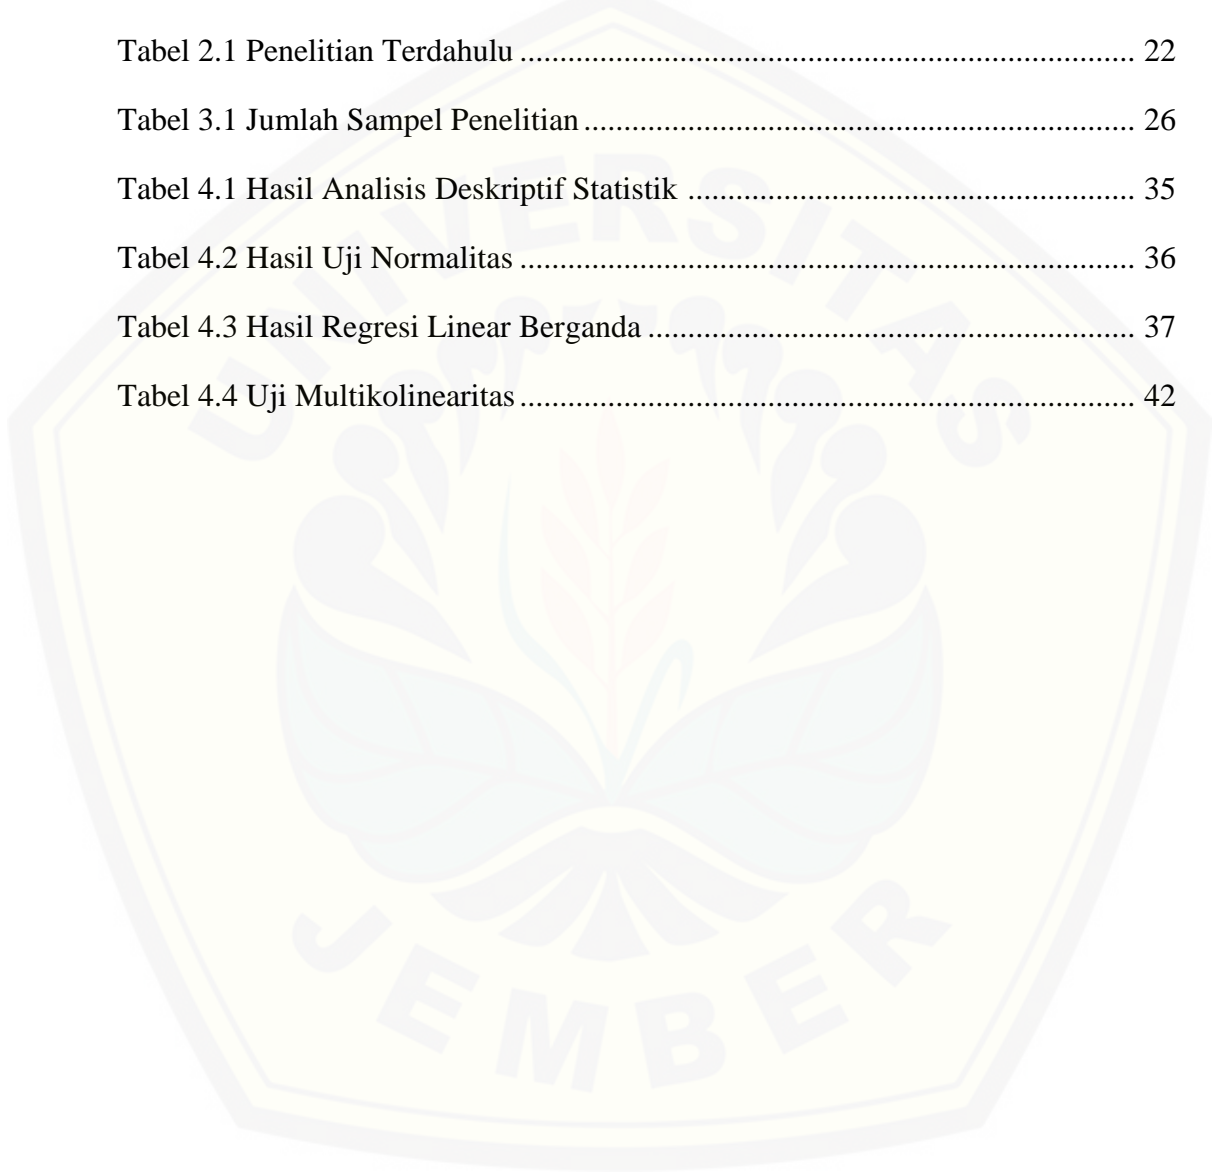 Tabel 2.1 Penelitian Terdahulu ............................................................................. 22
Tabel 3.1 Jumlah Sampel Penelitian ..................................................................... 26
Tabel 4.1 Hasil Analisis Deskriptif Statistik ........................................................ 35
Tabel 4.2 Hasil Uji Normalitas ............................................................................. 36
Tabel 4.3 Hasil Regresi Linear Berganda ............................................................. 37
Tabel 4.4 Uji Multikolinearitas ............................................................................. 42
UNIVERSITAS
JEMBER